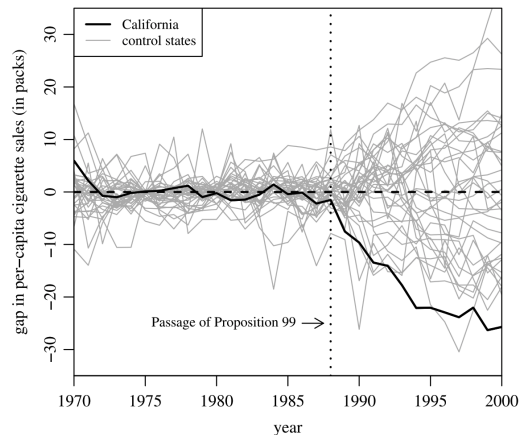 California
control states
gap in per-capita cigarette sales (in packs)
30
20
10
0
-10
-20
-30
Passage of Proposition 99
1970 1975 1980 1985 1990 1995 2000
year